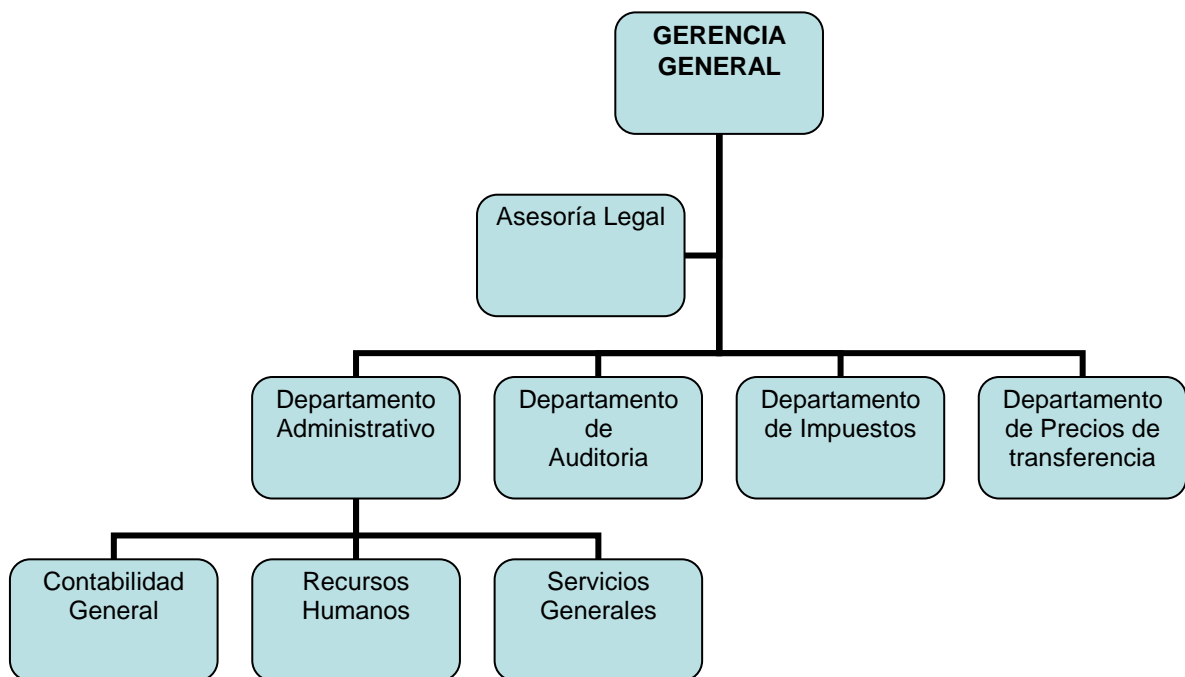 GERENCIA
GENERAL
Asesoría Legal
Departamento
Administrativo
Departamento
de
Auditoria
Departamento
de Impuestos
Departamento
de Precios de
transferencia
Contabilidad
General
Recursos
Humanos
Servicios
Generales